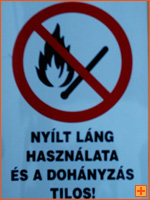 NYÍLT LÁNG
HASZNÁLATA
ÉS A DOHÁNYZÁS
TILOS!